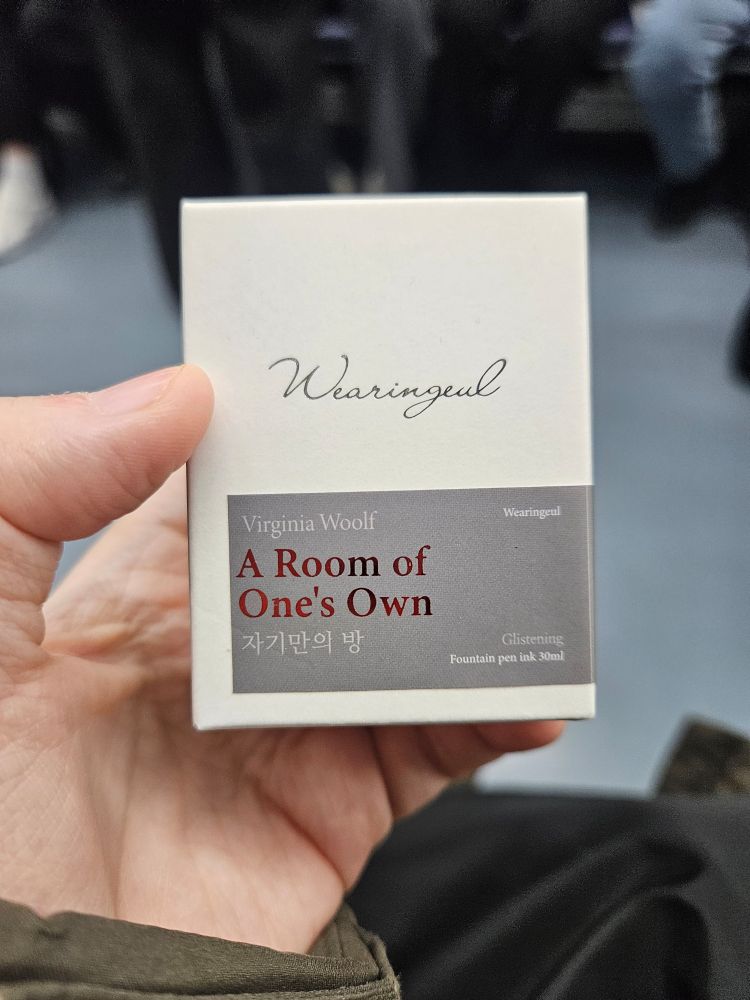 Wearingeul
Virginia Woolf
Wearingeul
A Room of
One's Own
자기만의 방
Glistening
Fountain pen ink 30ml